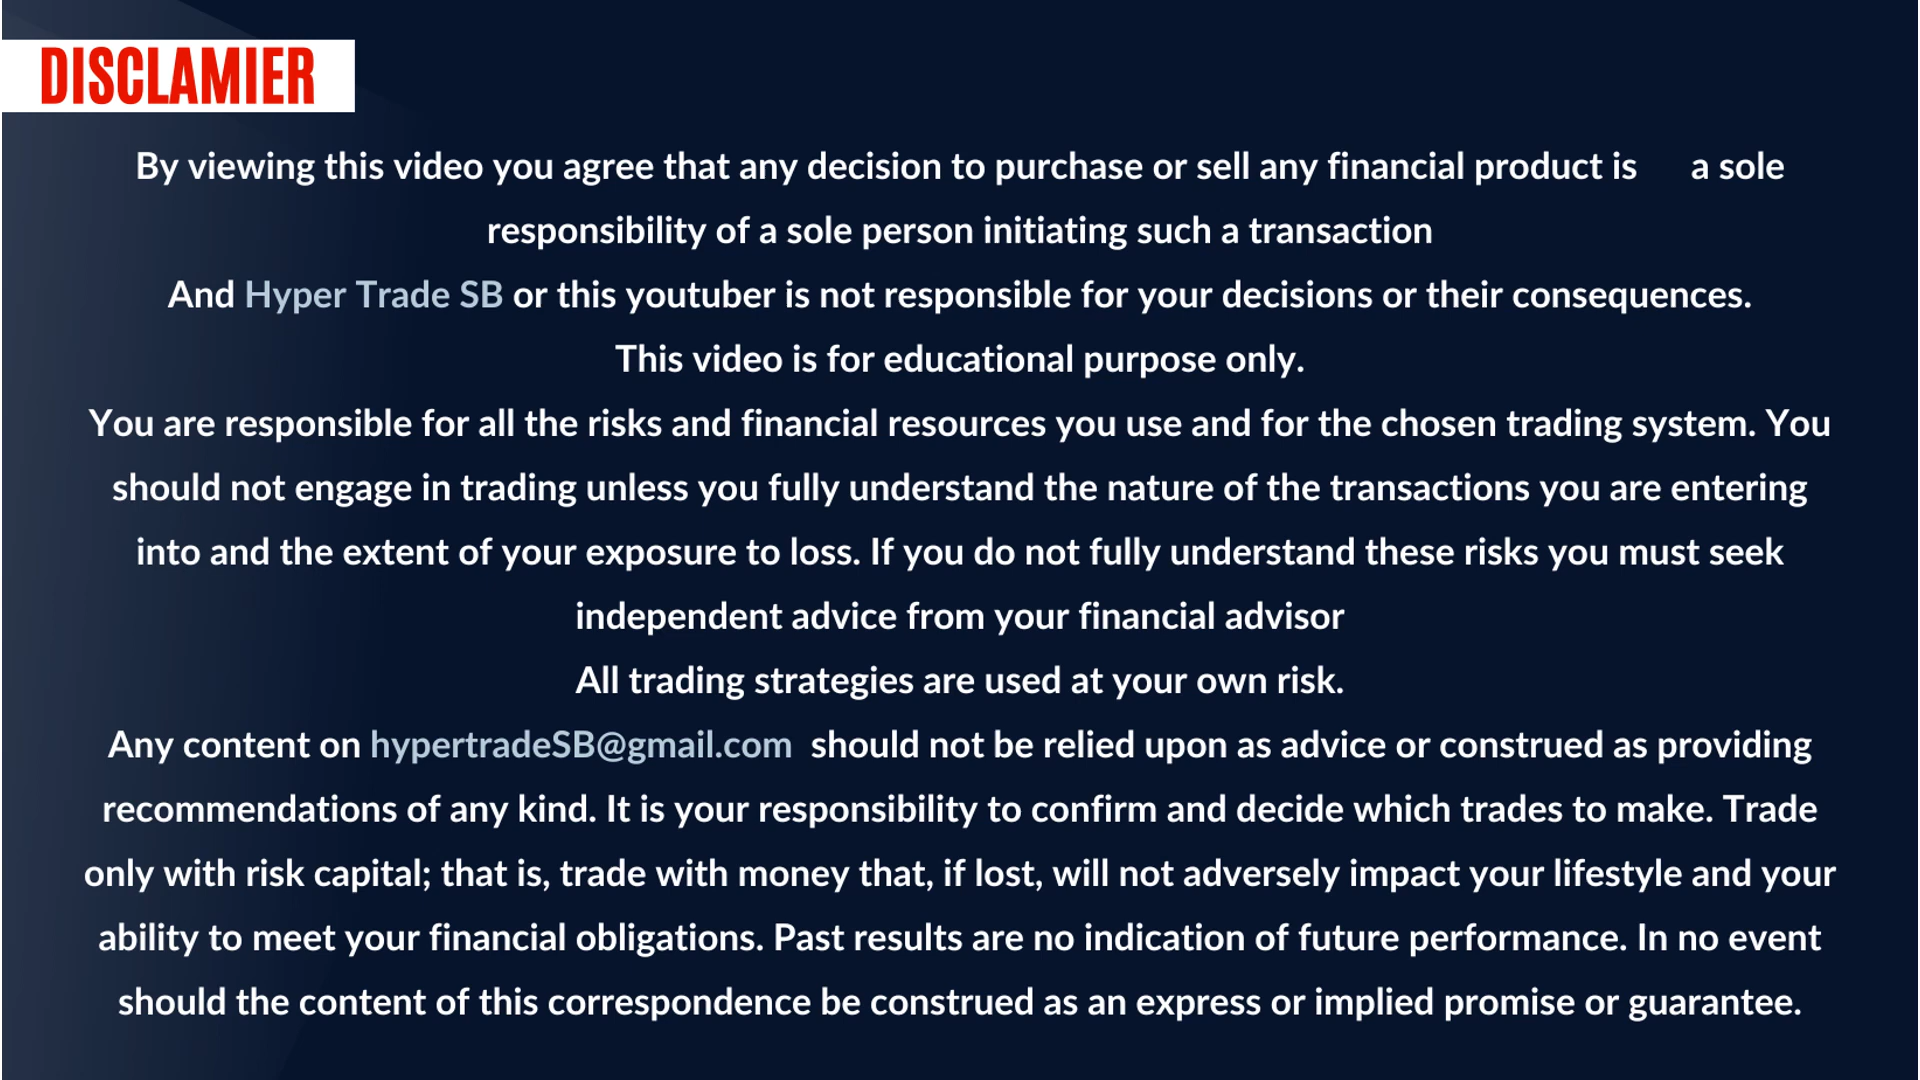 DISCLAMIER
By viewing this video you agree that any decision to purchase or sell any financial product is a sole
responsibility of a sole person initiating such a transaction
And Hyper Trade SB or this youtuber is not responsible for your decisions or their consequences.
This video is for educational purpose only.
You are responsible for all the risks and financial resources you use and for the chosen trading system. You
should not engage in trading unless you fully understand the nature of the transactions you are entering
into and the extent of your exposure to loss. If you do not fully understand these risks you must seek
independent advice from your financial advisor
All trading strategies are used at your own risk.
Any content on hypertradeSB@gmail.com should not be relied upon as advice or construed as providing
recommendations of any kind. It is your responsibility to confirm and decide which trades to make. Trade
only with risk capital; that is, trade with money that, if lost, will not adversely impact your lifestyle and your
ability to meet your financial obligations. Past results are no indication of future performance. In no event
should the content of this correspondence be construed as an express or implied promise or guarantee.